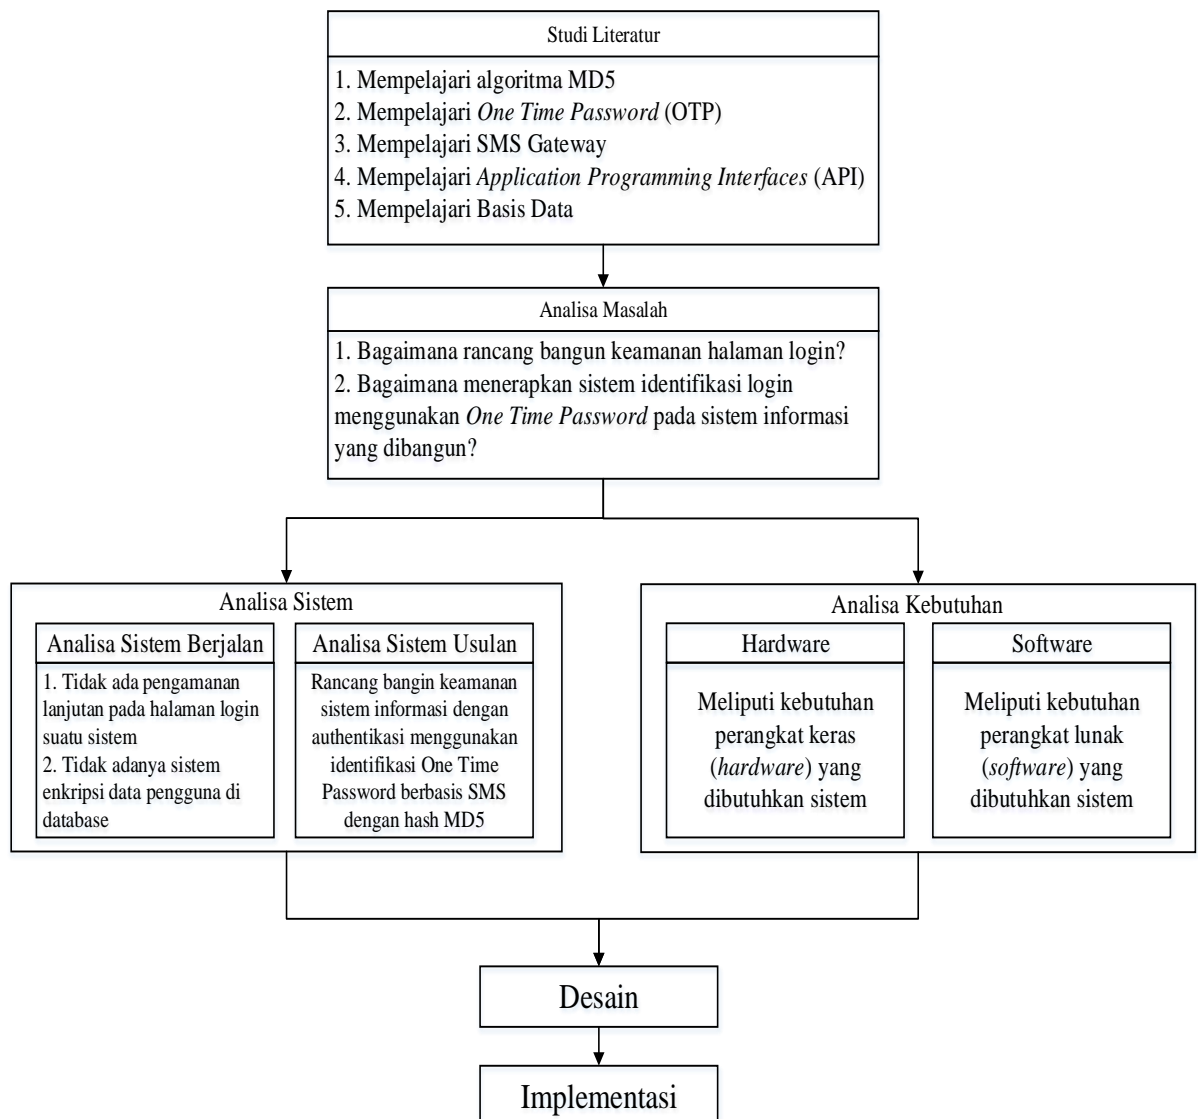 Studi Literatur
1. Mempelajari algoritma MD5
2. Mempelajari One Time Password (OTP)
3. Mempelajari SMS Gateway
4. Mempelajari Application Programming Interfaces (API)
5. Mempelajari Basis Data
Analisa Masalah
1. Bagaimana rancang bangun keamanan halaman login?
2. Bagaimana menerapkan sistem identifikasi login
menggunakan One Time Password pada sistem informasi
yang dibangun?
Analisa Sistem
Analisa Sistem Berjalan
1. Tidak ada pengamanan
lanjutan pada halaman login
suatu sistem
2. Tidak adanya sistem
enkripsi data pengguna di
database
Analisa Sistem Usulan
Rancang bangin keamanan
sistem informasi dengan
authentikasi menggunakan
identifikasi One Time
Password berbasis SMS
dengan hash MD5
Analisa Kebutuhan
Hardware
Meliputi kebutuhan
perangkat keras
(hardware) yang
dibutuhkan sistem
Software
Meliputi kebutuhan
perangkat lunak
(software) yang
dibutuhkan sistem
Desain
Implementasi